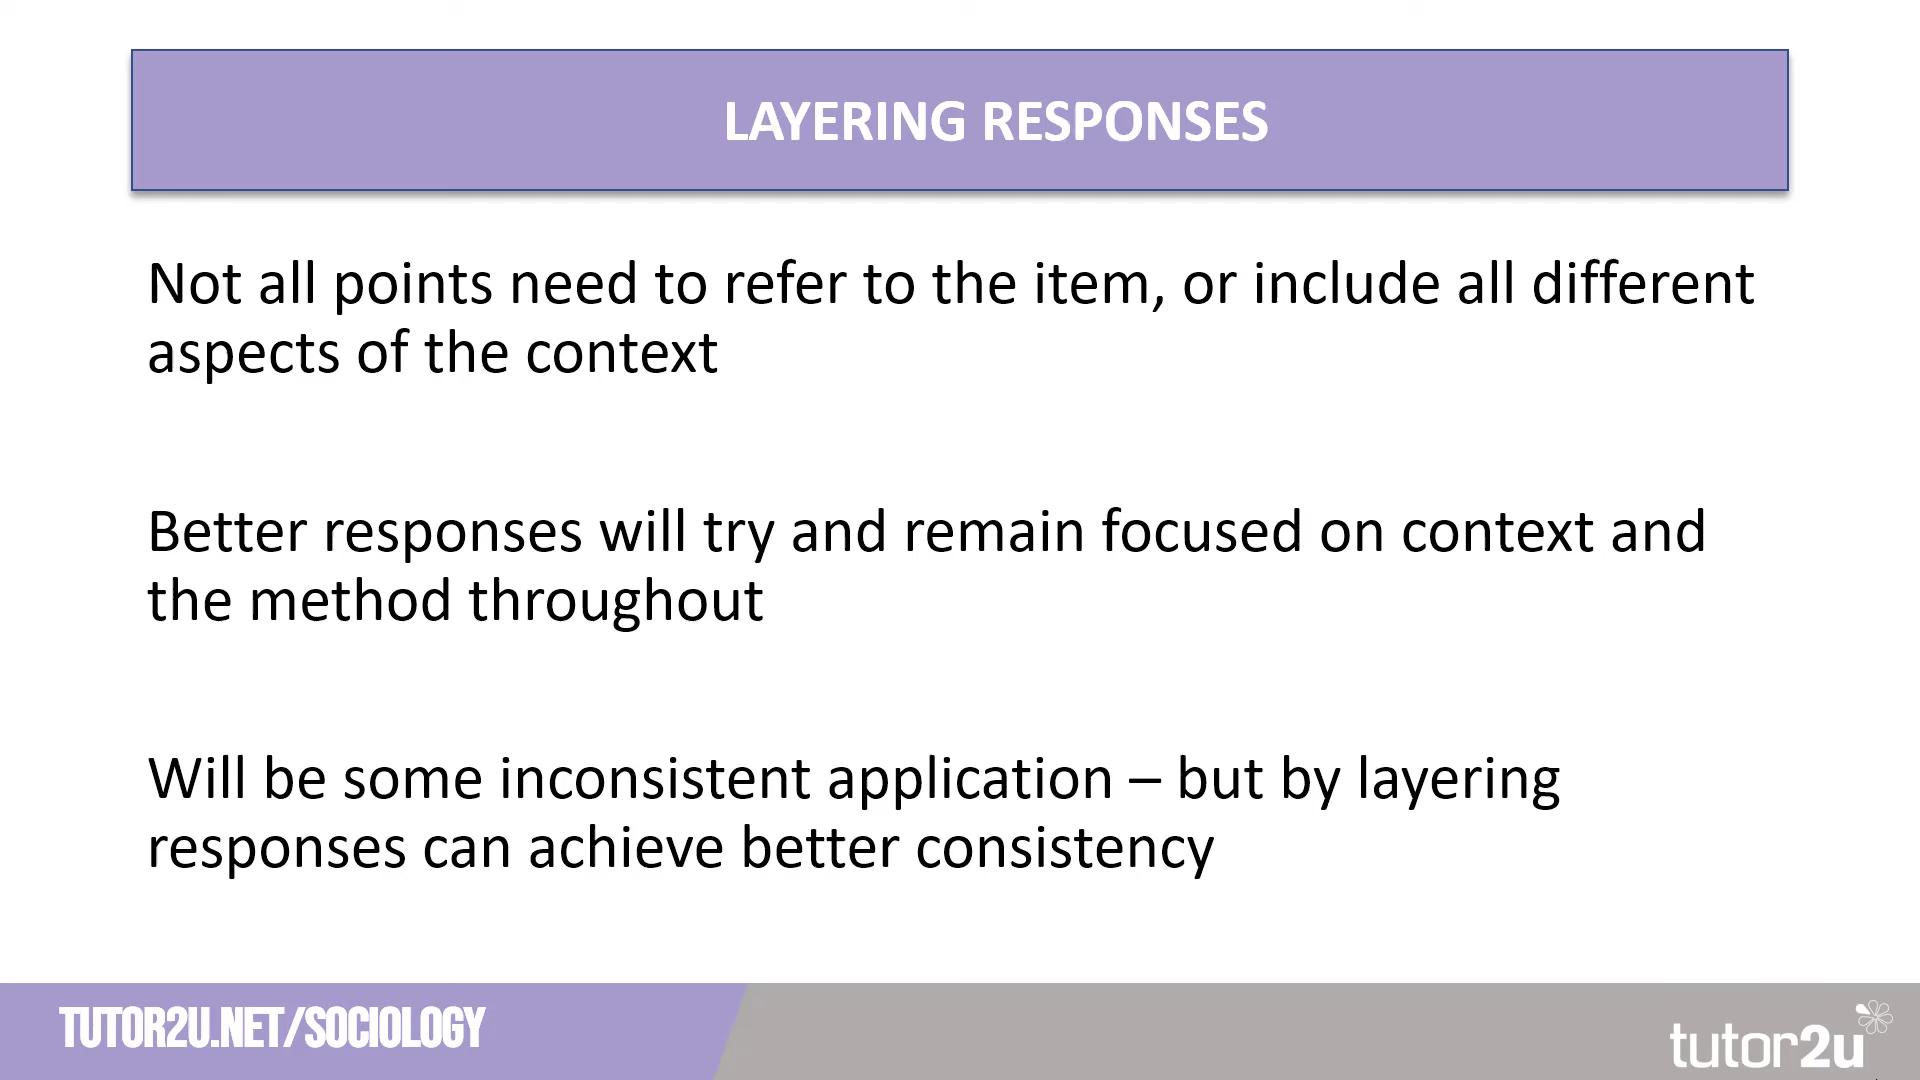 LAYERING RESPONSES
Not all points need to refer to the item, or include all different
aspects of the context
Better responses will try and remain focused on context and
the method throughout
Will be some inconsistent application – but by layering
responses can achieve better consistency
TUTOR2U.NET/SOCIOLOGY
tutor2u